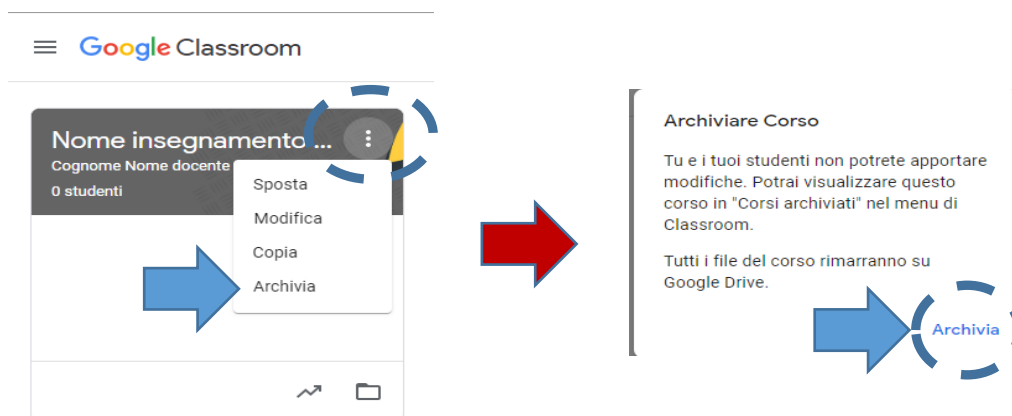 Google Classroom
Nome insegnamento ...
Cognome Nome docente
0 studenti
Sposta
Modifica
Copia
Archivia
Archiviare Corso
Tu e i tuoi studenti non potrete apportare
modifiche. Potrai visualizzare questo
corso in "Corsi archiviati" nel menu di
Classroom.
Tutti i file del corso rimarranno su
Google Drive.
Archivia